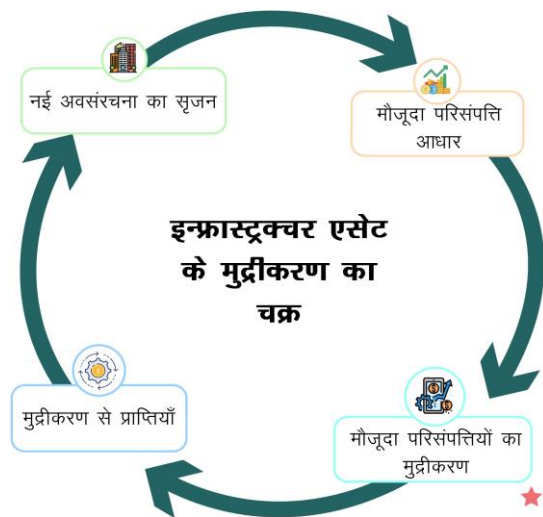 नई अवसंरचना का सृजन
मौजूदा परिसंपत्ति
आधार
इन्फ्रास्ट्रक्चर एसेट
के मुद्रीकरण का
चक्र
मुद्रीकरण से प्राप्तियाँ
मौजूदा परिसंपत्तियों का
मुद्रीकरण